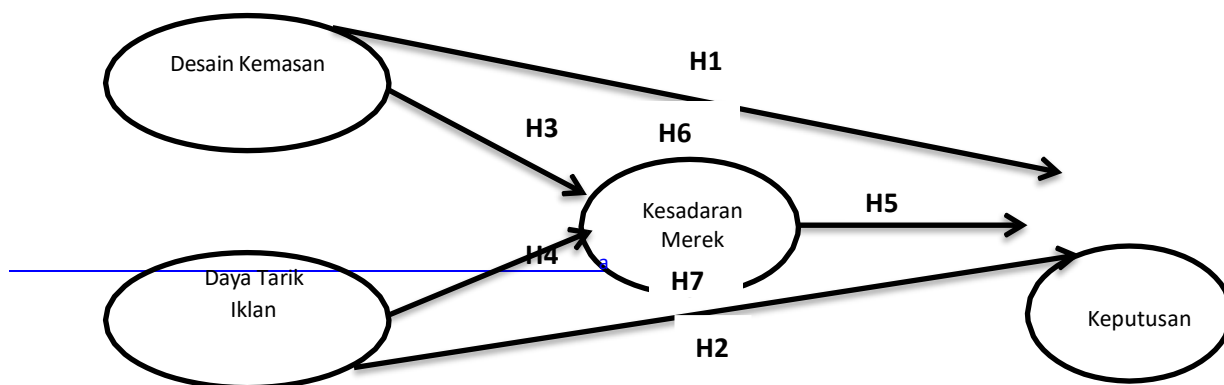 Desain Kemasan
H1
H3
H6
Kesadaran
Merek
H5
H4
a
Daya Tarik
Iklan
H7
H2
Keputusan